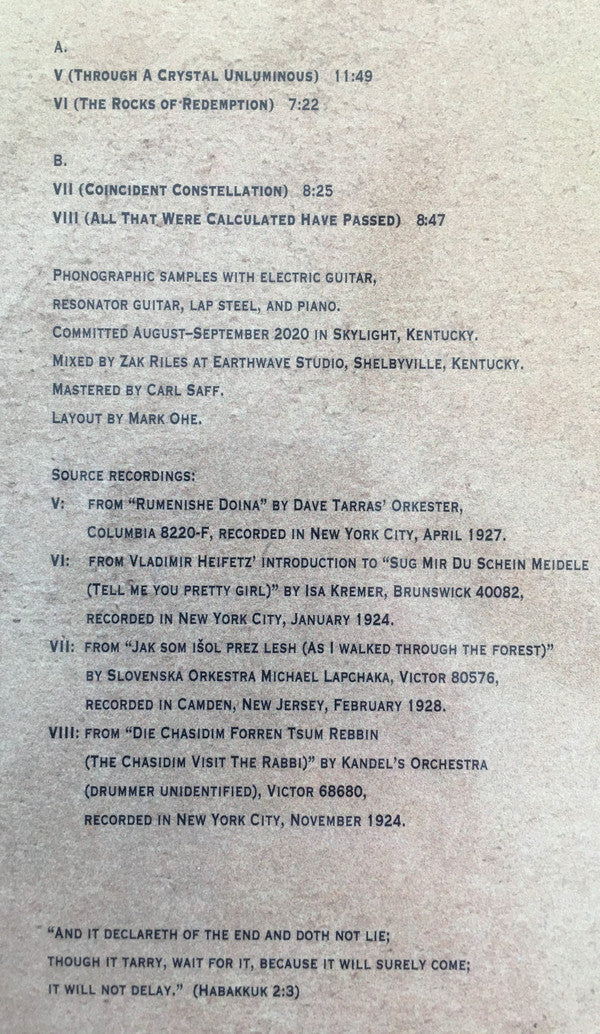 A.
V (Through A Crystal Unluminous) 11:49
VI (The Rocks of Redemption) 7:22
B.
VII (Coincident Constellation) 8:25
VIII (All That Were Calculated Have Passed) 8:47
Phonographic samples with electric guitar,
resonator guitar, lap steel, and piano.
Committed August–September 2020 in Skylight, Kentucky.
Mixed by Zak Riles at Earthwave Studio, Shelbyville, Kentucky.
Mastered by Carl Saff.
Layout by Mark Ohe.
Source recordings:
V: from “Rumenishe Doina” by Dave Tarras’ Orkester,
Columbia 8220-F, recorded in New York City, April 1927.
VI: from Vladimir Heifetz’ introduction to “Sug Mir Du Schein Meidele
(Tell me you pretty girl)” by Isa Kremer, Brunswick 40082,
recorded in New York City, January 1924.
VII: from “Jak som išol prez lesh (As I walked through the forest)”
by Slovenska Orkestra Michael Lapchaka, Victor 80576,
recorded in Camden, New Jersey, February 1928.
VIII: from “Die Chasidim Forren Tsum Rebbin
(The Chasidim Visit The Rabbi)” by Kandel’s Orchestra
(drummer unidentified), Victor 68680,
recorded in New York City, November 1924.
“And it declareth of the end and doth not lie;
though it tarry, wait for it, because it will surely come;
it will not delay.” (Habakkuk 2:3)